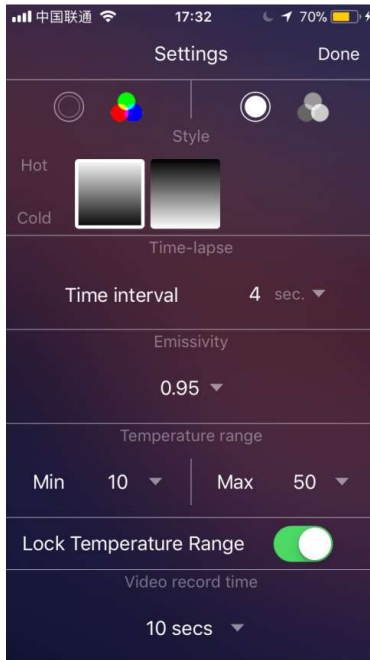 中国联通 17:32 70%
Settings Done
Style
Hot
Cold
Time-lapse
Time interval 4 sec.
Emissivity
0.95
Temperature range
Min 10 Max 50
Lock Temperature Range
Video record time
10 secs